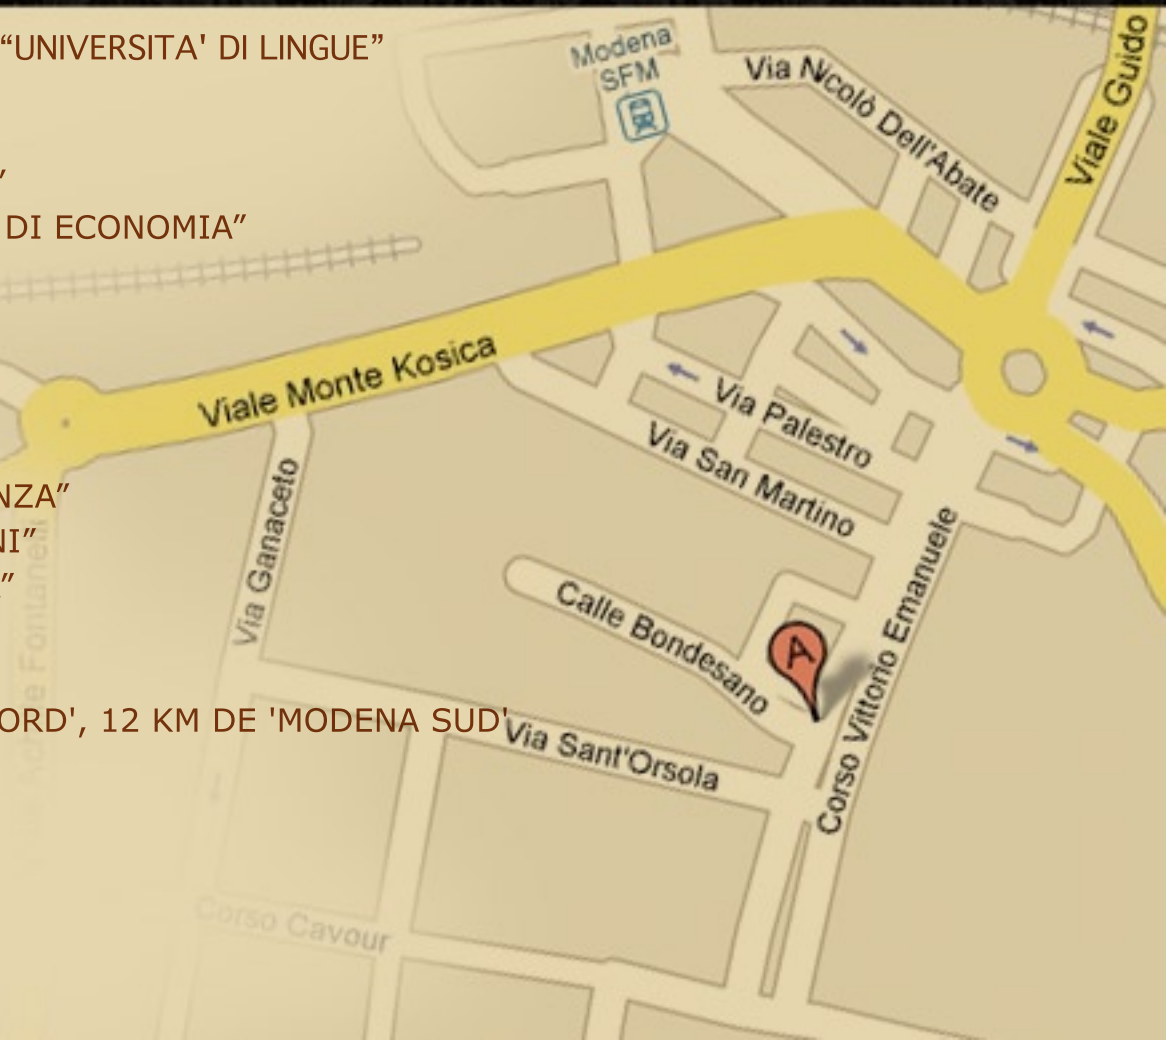 “UNIVERSITA' DI LINGUE”
”
DI ECONOMIA”
NZA”
NI”
”
ORD', 12 KM DE 'MODENA SUD'
Modena
SFM
Via Nicolò Dell'Abate
Viale Guido
Viale Monte Kosica
Via Palestro
Via San Martino
Via Ganaceto
Calle Bondesano
A
Corso Vittorio Emanuele
Via Sant'Orsola
Corso Cavour
Fontanelli